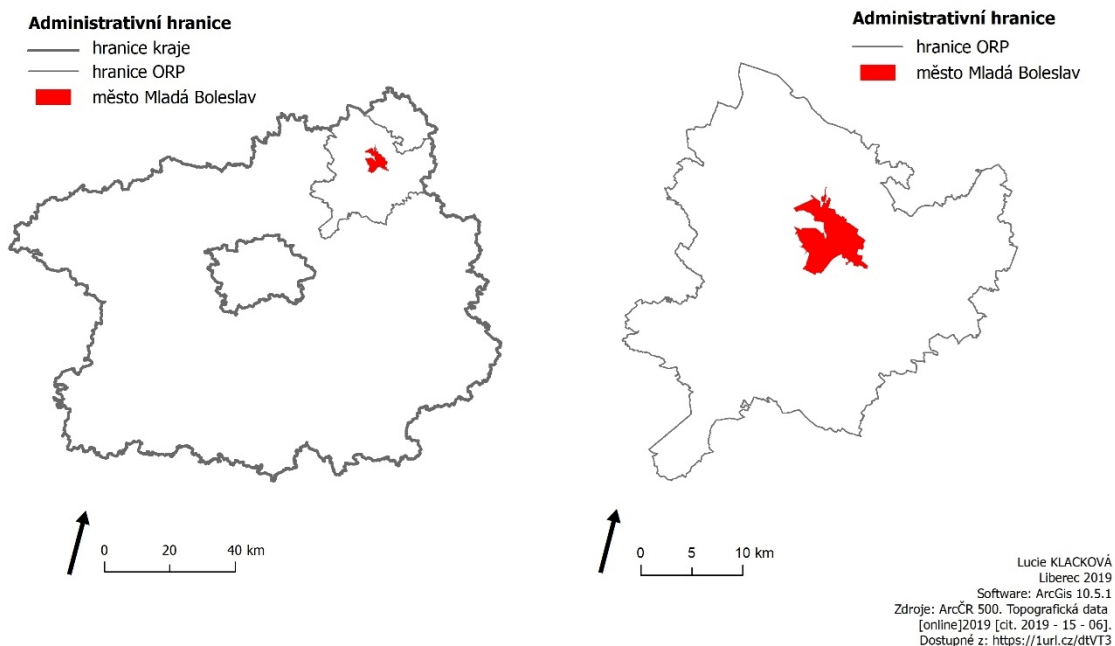 Administrativní hranice
hranice kraje
hranice ORP
město Mladá Boleslav
0 20 40 km
Administrativní hranice
hranice ORP
město Mladá Boleslav
0 5 10 km
Lucie KLACKOVÁ
Liberec 2019
Software: ArcGis 10.5.1
Zdroje: ArcČR 500. Topografická data
[online]2019 [cit. 2019 - 15 - 06].
Dostupné z: https://1url.cz/dtVT3